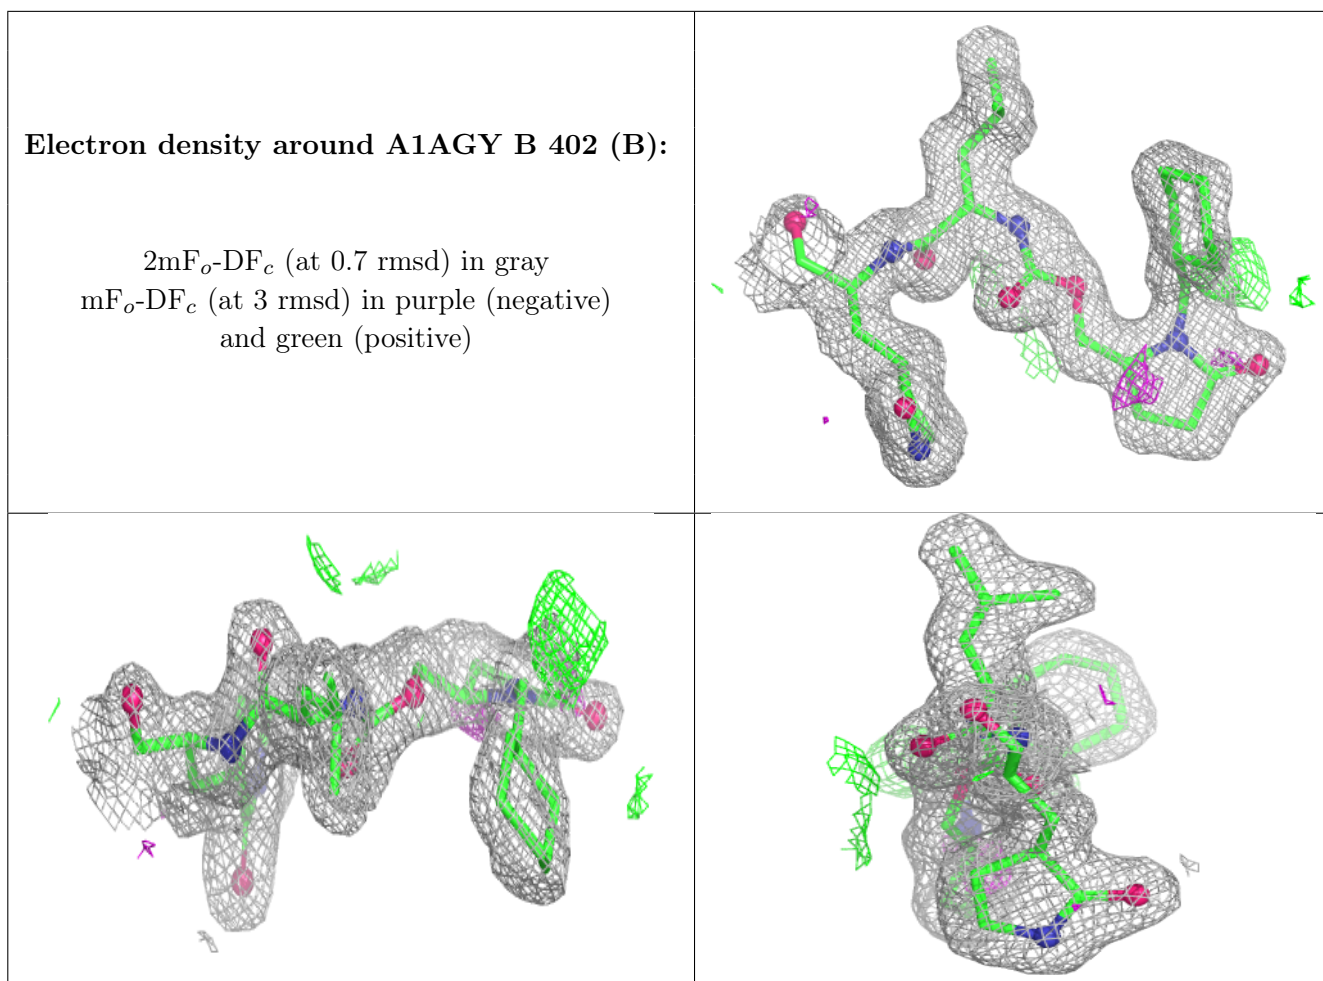 Electron density around A1AGY B 402 (B):
2mFo-DFc (at 0.7 rmsd) in gray
mFo-DFc (at 3 rmsd) in purple (negative)
and green (positive)